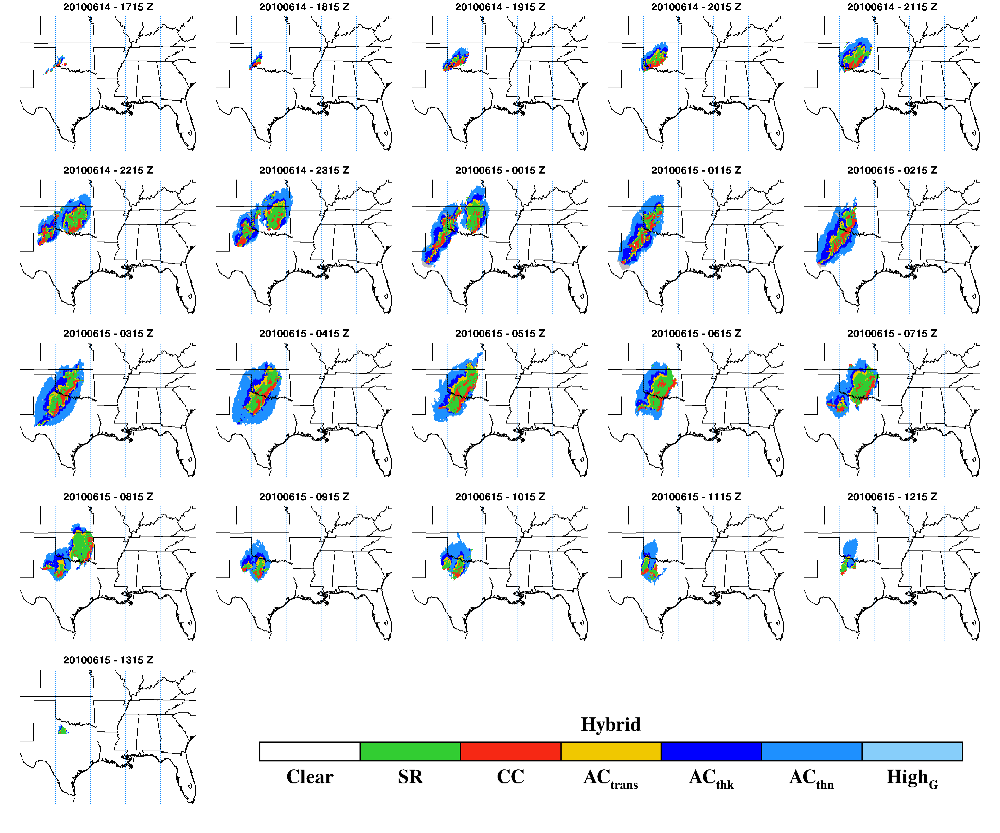 20100614 - 1715 Z
20100614 - 1815 Z
20100614 - 1915 Z
20100614 - 2015 Z
20100614 - 2115 Z
20100614 - 2215 Z
20100614 - 2315 Z
20100615 - 0015 Z
20100615 - 0115 Z
20100615 - 0215 Z
20100615 - 0315 Z
20100615 - 0415 Z
20100615 - 0515 Z
20100615 - 0615 Z
20100615 - 0715 Z
20100615 - 0815 Z
20100615 - 0915 Z
20100615 - 1015 Z
20100615 - 1115 Z
20100615 - 1215 Z
20100615 - 1315 Z
Hybrid
Clear SR CC ACtrans ACthk ACthn HighG